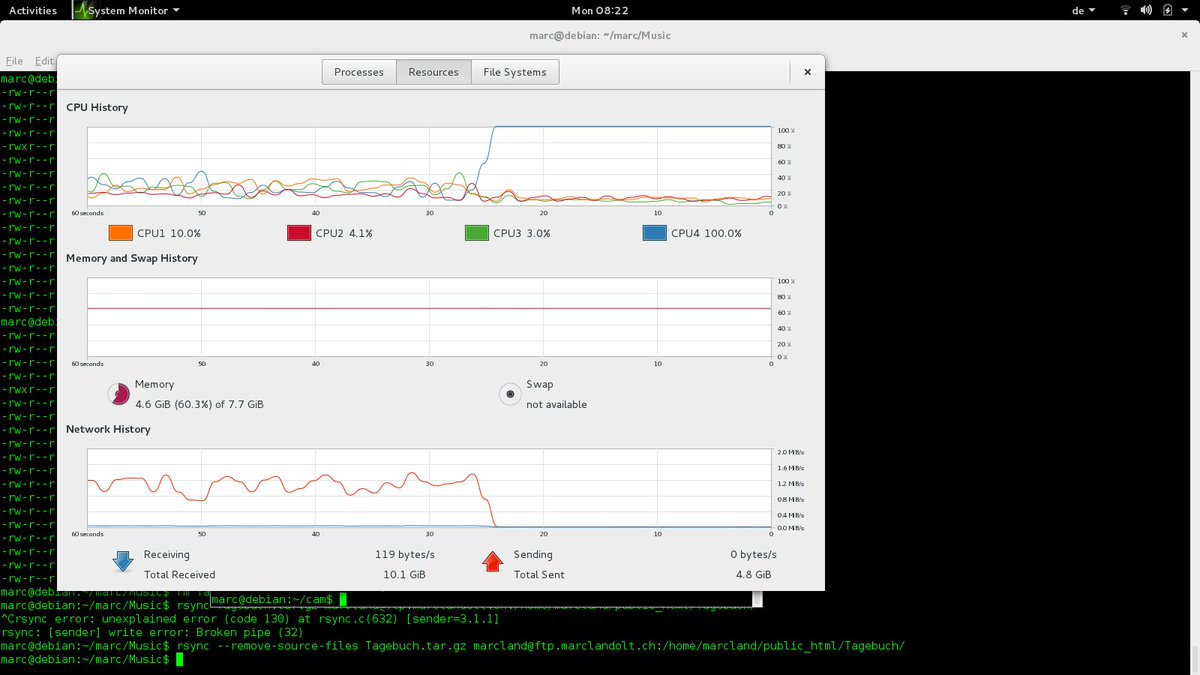 Activities System Monitor Mon 08:22 de
marc@debian: ~/marc/Music
File Edit
Processes Resources File Systems
marc@deb
-rw-r--r
-rw-r--r
-rw-r--r
-rw-r--r
-rwxr--r
-rw-r--r
-rw-r--r
-rw-r--r
-rw-r--r
-rw-r--r
-rw-r--r
-rw-r--r
-rw-r--r
-rw-r--r
-rw-r--r
-rw-r--r
-rw-r--r
marc@deb
-rw-r--r
-rw-r--r
-rw-r--r
-rw-r--r
-rwxr--r
-rw-r--r
-rw-r--r
-rw-r--r
-rw-r--r
-rw-r--r
-rw-r--r
-rw-r--r
-rw-r--r
-rw-r--r
-rw-r--r
-rw-r--r
-rw-r--r
-rw-r--r
-rw-r--r
CPU History
100 %
80 %
60 %
40 %
20 %
0 %
60 seconds 50 40 30 20 10 0
CPU1 10.0% CPU2 4.1% CPU3 3.0% CPU4 100.0%
Memory and Swap History
100 %
80 %
60 %
40 %
20 %
0 %
60 seconds 50 40 30 20 10 0
Memory Swap
4.6 GiB (60.3%) of 7.7 GiB not available
Network History
2.0 MiB/s
1.6 MiB/s
1.2 MiB/s
0.8 MiB/s
0.4 MiB/s
0.0 MiB/s
60 seconds 50 40 30 20 10 0
Receiving 119 bytes/s Sending 0 bytes/s
Total Received 10.1 GiB Total Sent 4.8 GiB
marc@debian:~/marc/Music$ rm
marc@debian:~/cam$
marc@debian:~/marc/Music$ rsync
^Crsync error: unexplained error (code 130) at rsync.c(632) [sender=3.1.1]
rsync: [sender] write error: Broken pipe (32)
marc@debian:~/marc/Music$ rsync --remove-source-files Tagebuch.tar.gz marcland@ftp.marclandolt.ch:/home/marcland/public_html/Tagebuch/
marc@debian:~/marc/Music$